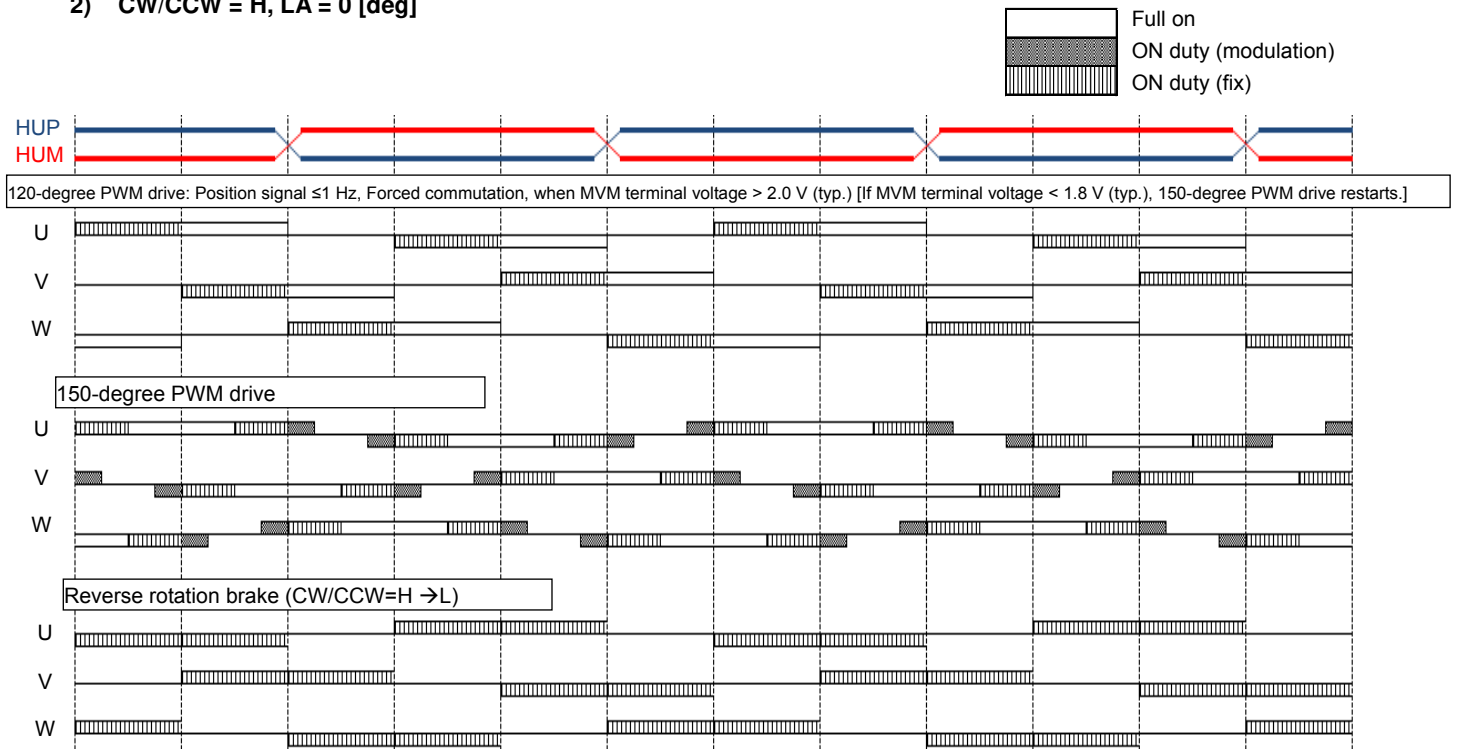 2) CW/CCW = H, LA = 0 [deg]
Full on
ON duty (modulation)
ON duty (fix)
HUP
HUM
120-degree PWM drive: Position signal ≤1 Hz, Forced commutation, when MVM terminal voltage > 2.0 V (typ.) [If MVM terminal voltage < 1.8 V (typ.), 150-degree PWM drive restarts.]
U
V
W
150-degree PWM drive
U
V
W
Reverse rotation brake (CW/CCW=H →L)
U
V
W